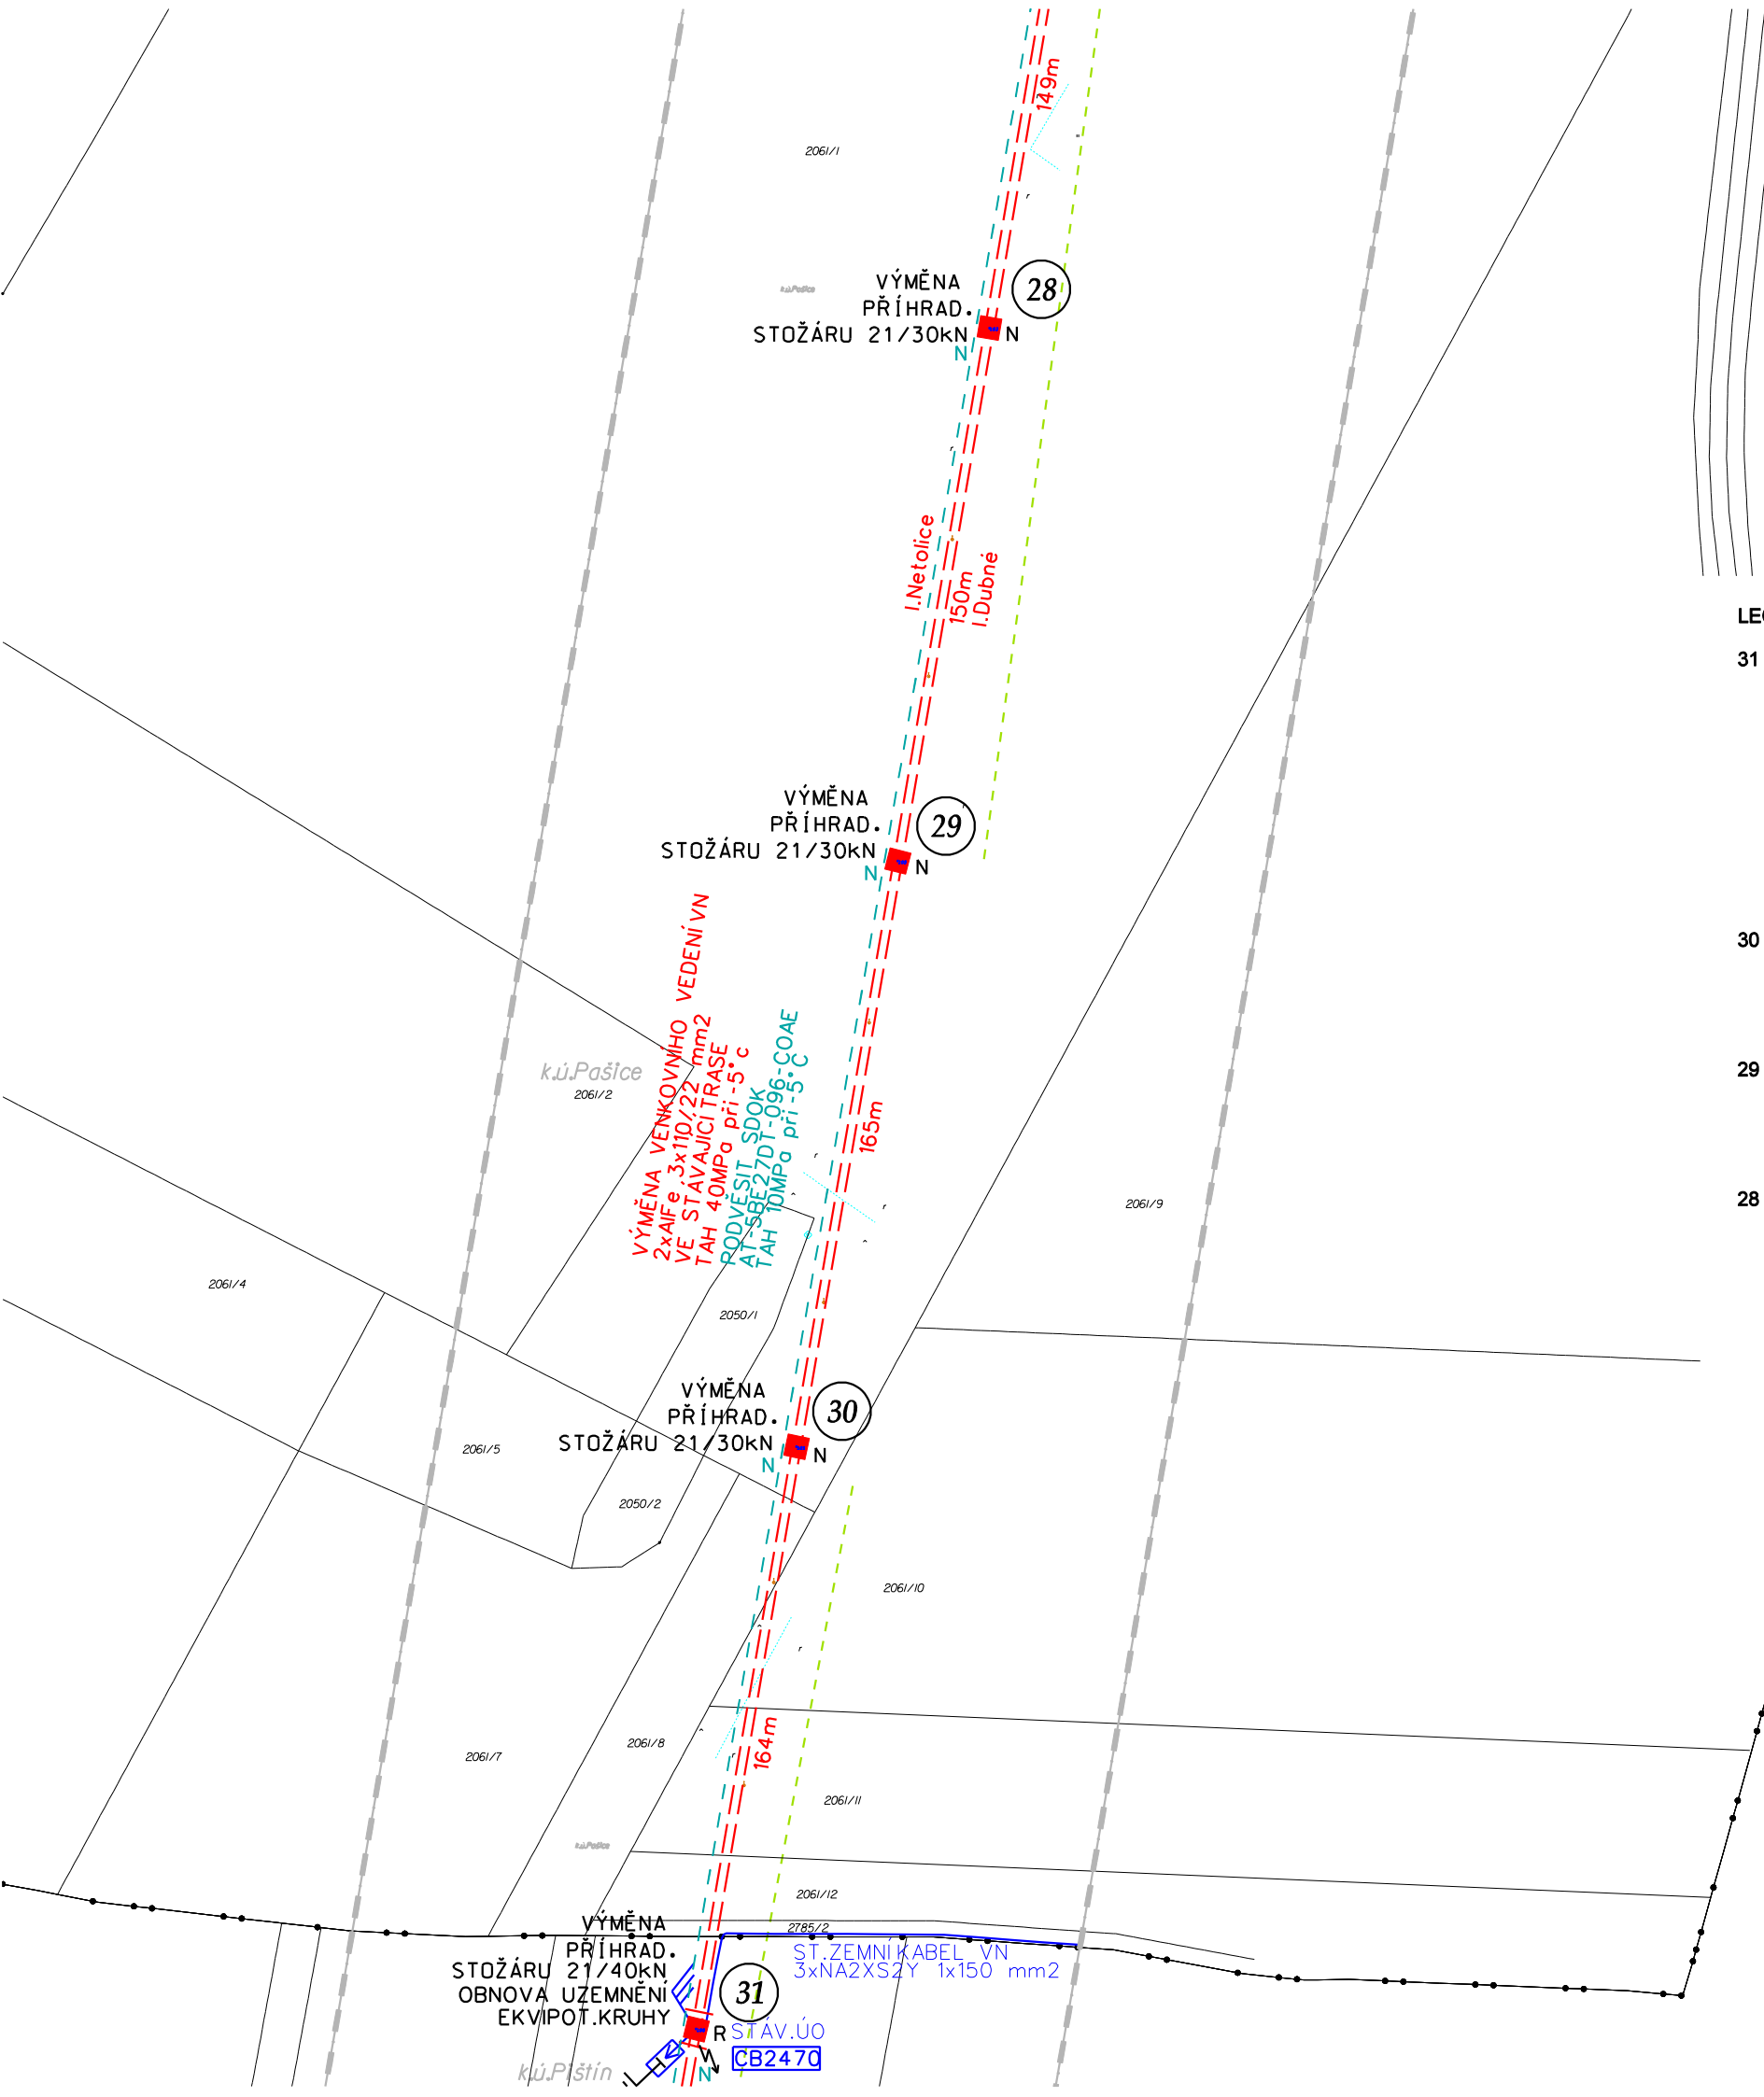 149m
2061/1
k.ú.Pašice
VÝMĚNA
PŘÍHRAD.
STOŽÁRU 21/30kN
28
N
N
I.Netolice
150m
I.Dubné
LE
31
VÝMĚNA
PŘÍHRAD.
STOŽÁRU 21/30kN
29
N
N
30
VÝMĚNA VENKOVNÍHO VEDENÍ VN
2xAlFe 3x110/22 mm2
VE STÁVAJÍCÍ TRASE
TAH 40MPa při -5°c
PODVĚSIT SDOK
AT-5BE27DT-096-COAE
TAH 10MPa při -5°C
k.ú.Pašice
2061/2
29
165m
2061/9
28
2061/4
2050/1
VÝMĚNA
PŘÍHRAD.
STOŽÁRU 21/30kN
30
N
N
2061/5
2050/2
2061/10
164m
2061/7
2061/8
2061/11
k.ú.Pašice
2061/12
2785/2
VÝMĚNA
PŘÍHRAD.
STOŽÁRU 21/40kN
OBNOVA UZEMNĚNÍ
EKVIPOT.KRUHY
31
ST.ZEMNÍ KABEL VN
3xNA2XS2Y 1x150 mm2
R
STÁV.ÚO
CB2470
N
k.ú.Pištín